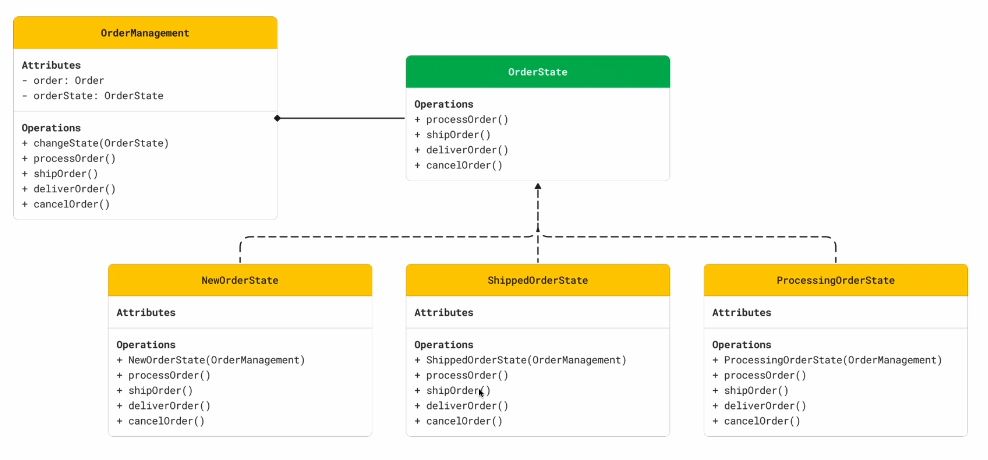 OrderManagement
Attributes
- order: Order
- orderState: OrderState
Operations
+ changeState(OrderState)
+ processOrder()
+ shipOrder()
+ deliverOrder()
+ cancelOrder()
OrderState
Operations
+ processOrder()
+ shipOrder()
+ deliverOrder()
+ cancelOrder()
NewOrderState
Attributes
Operations
+ NewOrderState(OrderManagement)
+ processOrder()
+ shipOrder()
+ deliverOrder()
+ cancelOrder()
ShippedOrderState
Attributes
Operations
+ ShippedOrderState(OrderManagement)
+ processOrder()
+ shipOrder()
+ deliverOrder()
+ cancelOrder()
ProcessingOrderState
Attributes
Operations
+ ProcessingOrderState(OrderManagement)
+ processOrder()
+ shipOrder()
+ deliverOrder()
+ cancelOrder()